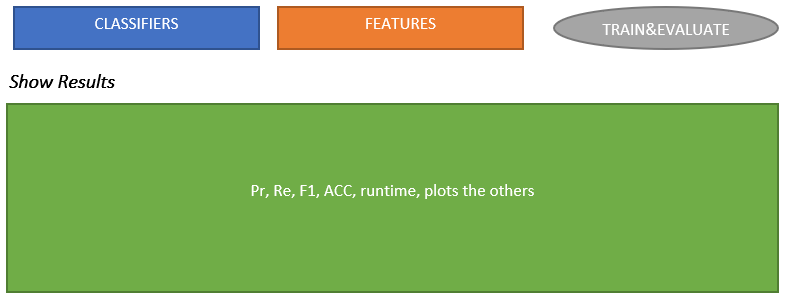 CLASSIFIERS
FEATURES
TRAIN&EVALUATE
Show Results
Pr, Re, F1, ACC, runtime, plots the others